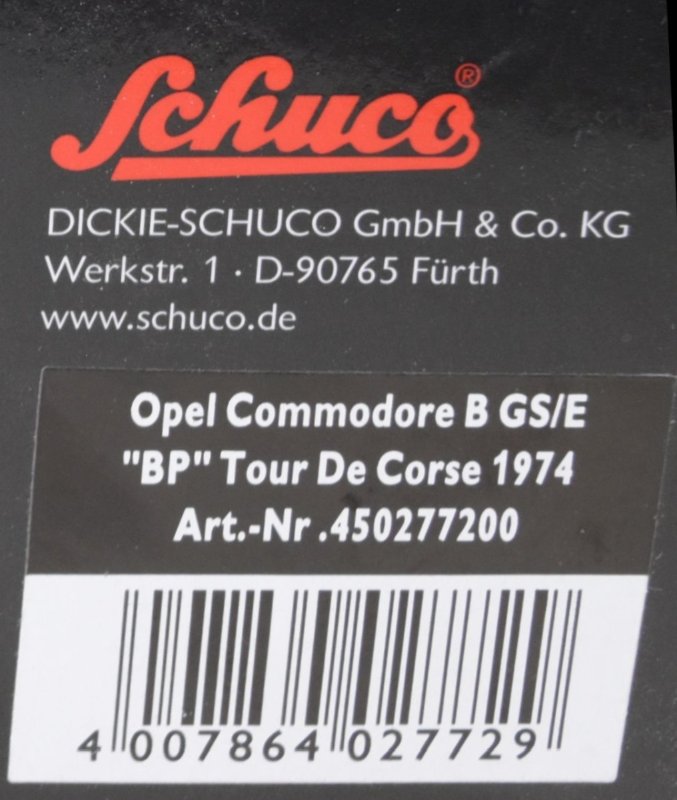 Schuco®
DICKIE-SCHUCO GmbH & Co. KG
Werkstr. 1 · D-90765 Fürth
www.schuco.de
Opel Commodore B GS/E
"BP" Tour De Corse 1974
Art.-Nr .450277200
4 007864 027729